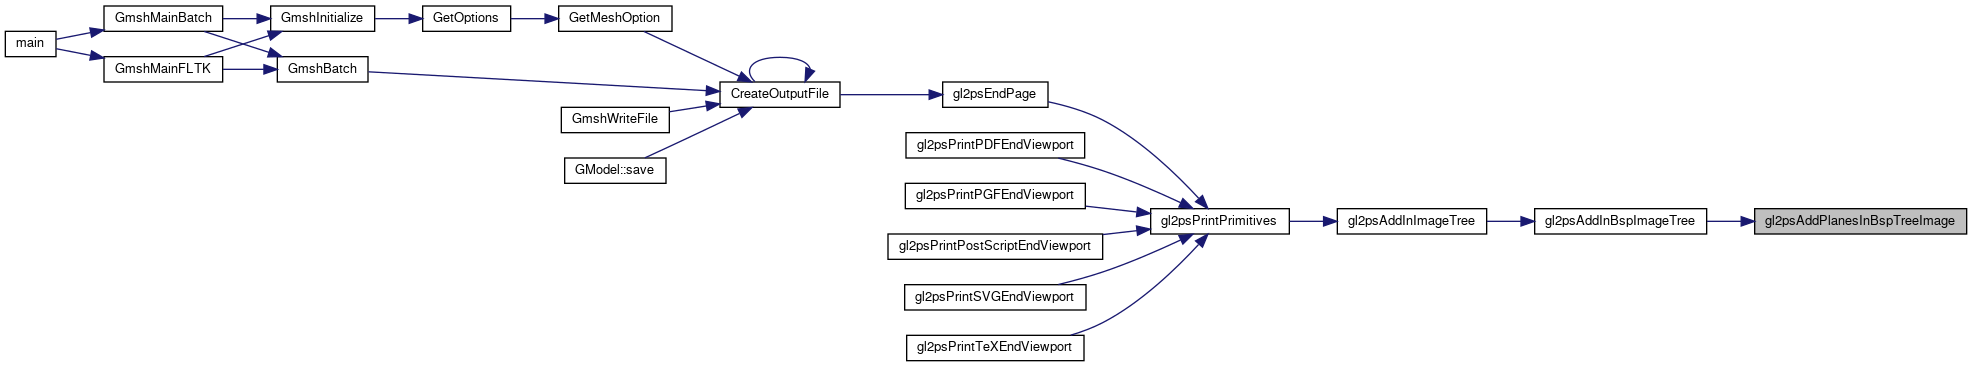 main
GmshMainBatch
GmshMainFLTK
GmshInitialize
GmshBatch
GetOptions
GetMeshOption
GmshWriteFile
GModel::save
CreateOutputFile
gl2psEndPage
gl2psPrintPDFEndViewport
gl2psPrintPGFEndViewport
gl2psPrintPostScriptEndViewport
gl2psPrintSVGEndViewport
gl2psPrintTeXEndViewport
gl2psPrintPrimitives
gl2psAddInImageTree
gl2psAddInBspImageTree
gl2psAddPlanesInBspTreeImage